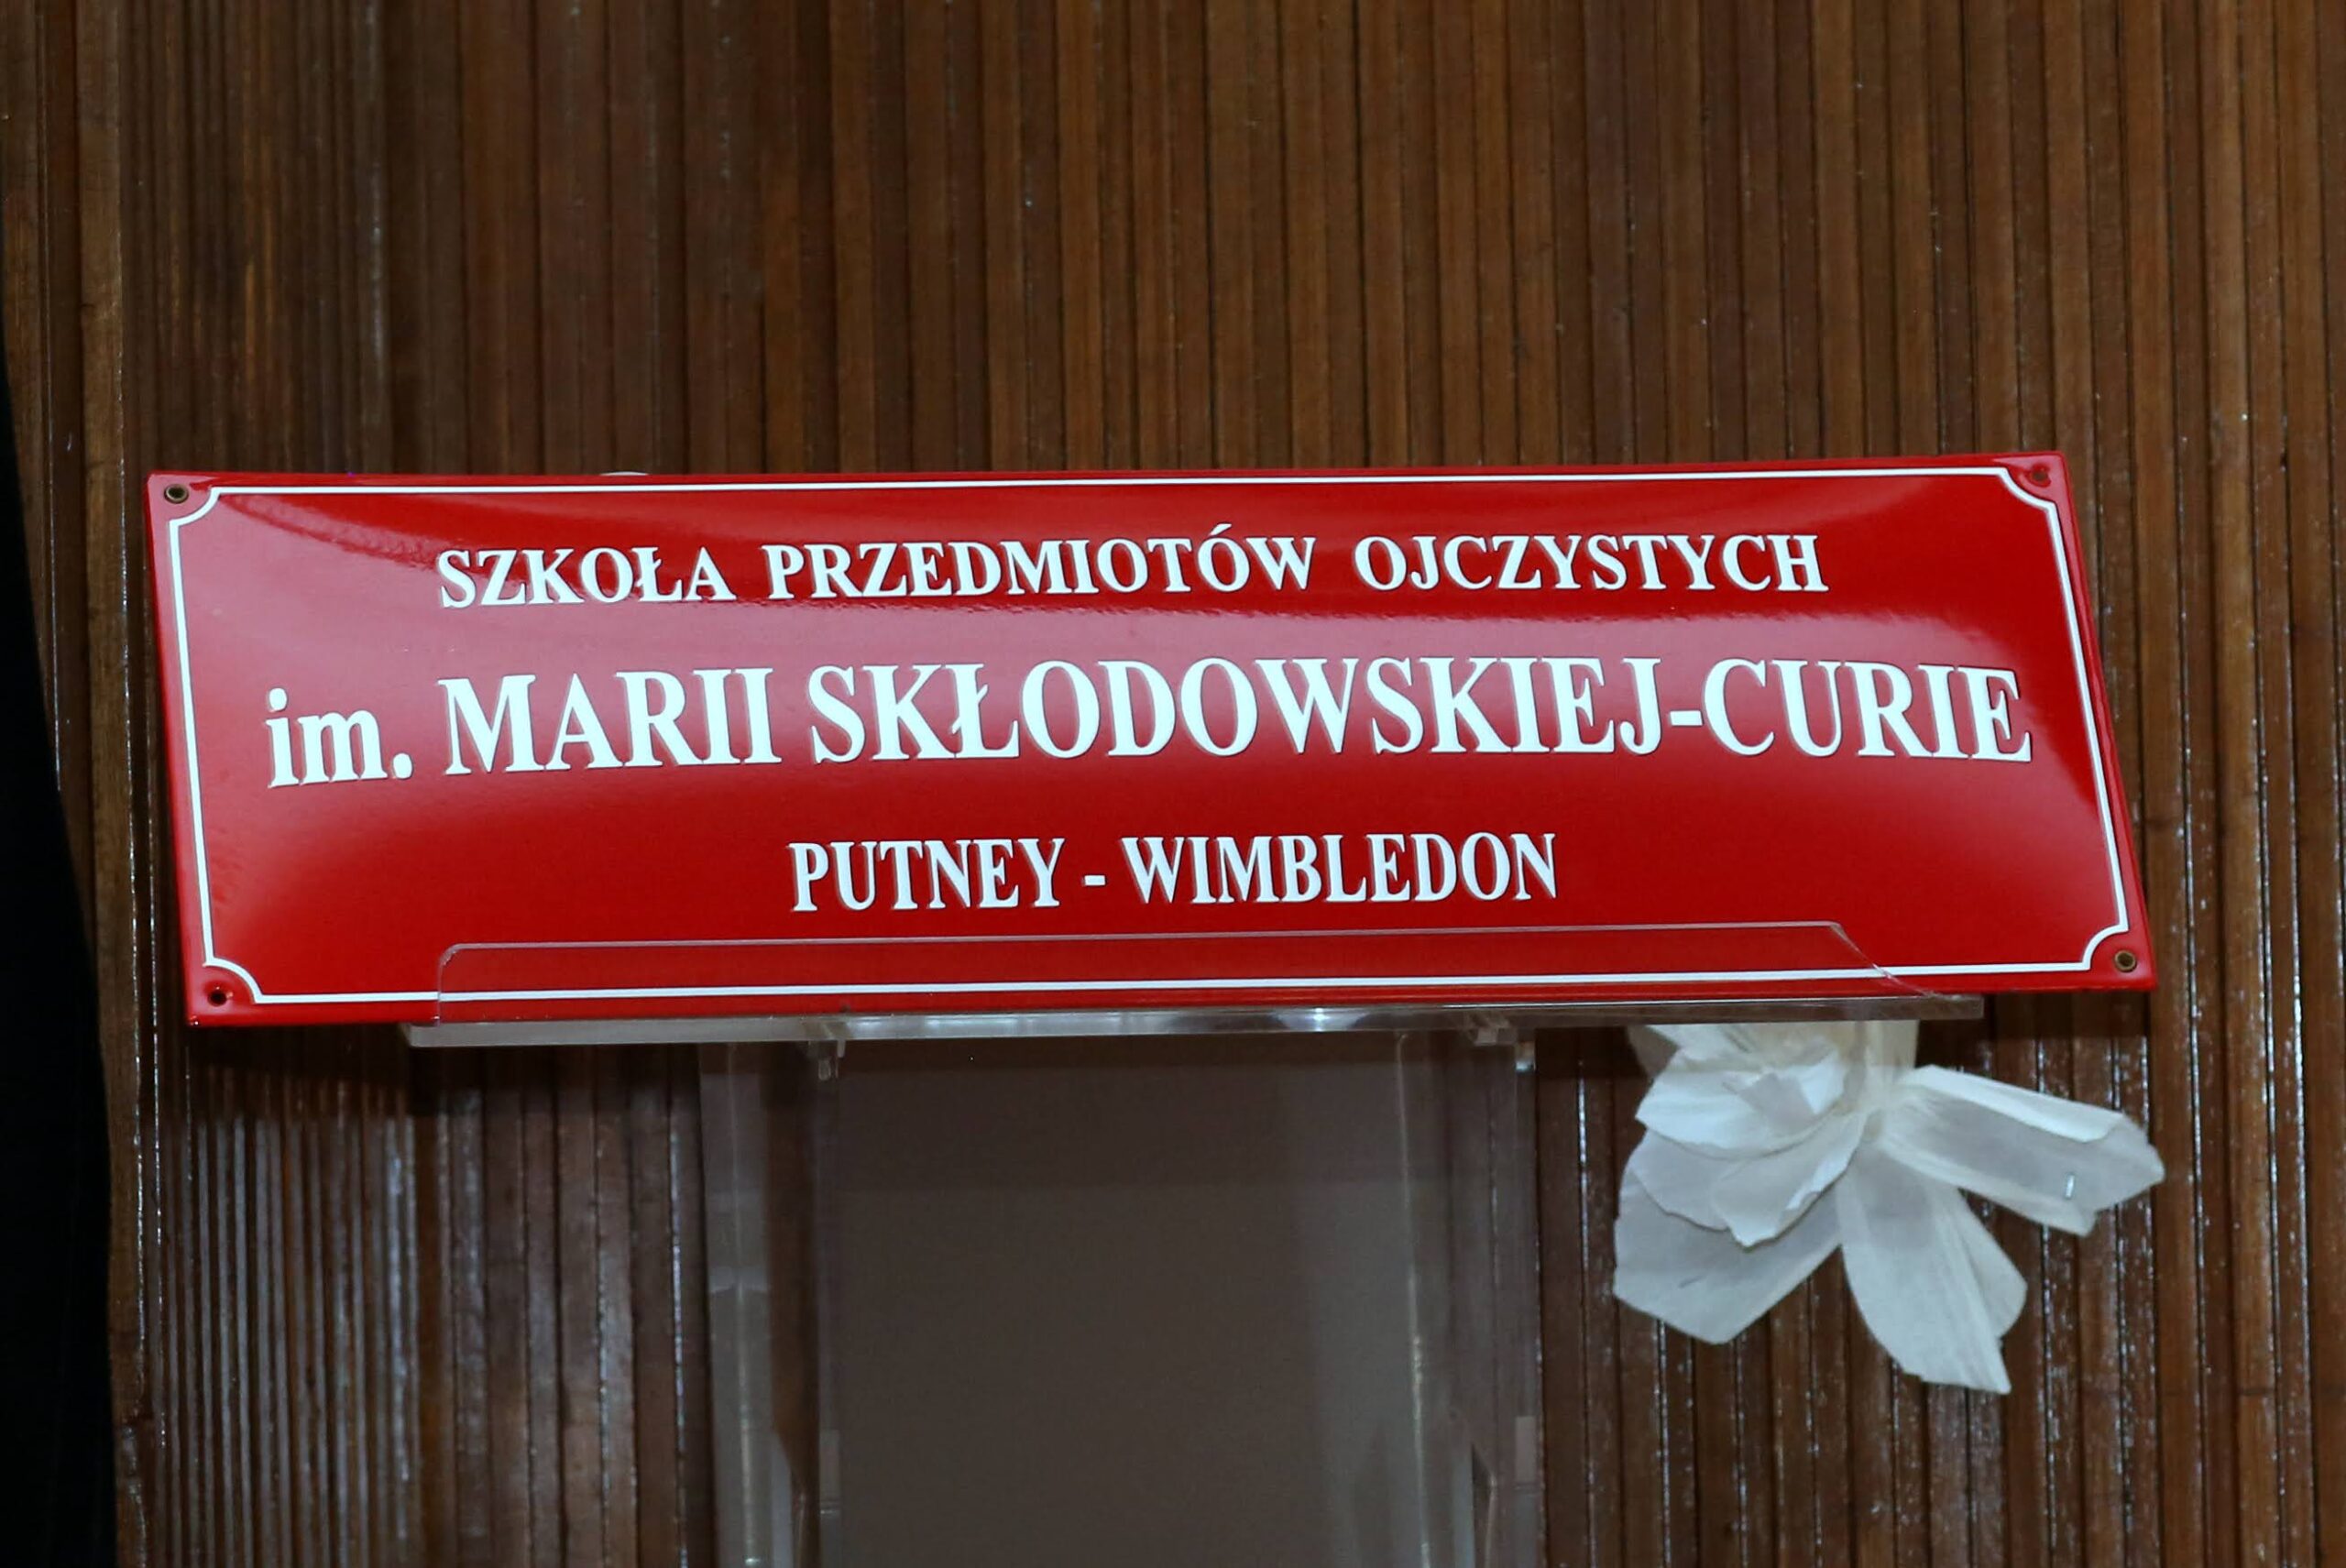 SZKOŁA PRZEDMIOTÓW OJCZYSTYCH
im. MARII SKŁODOWSKIEJ-CURIE
PUTNEY - WIMBLEDON